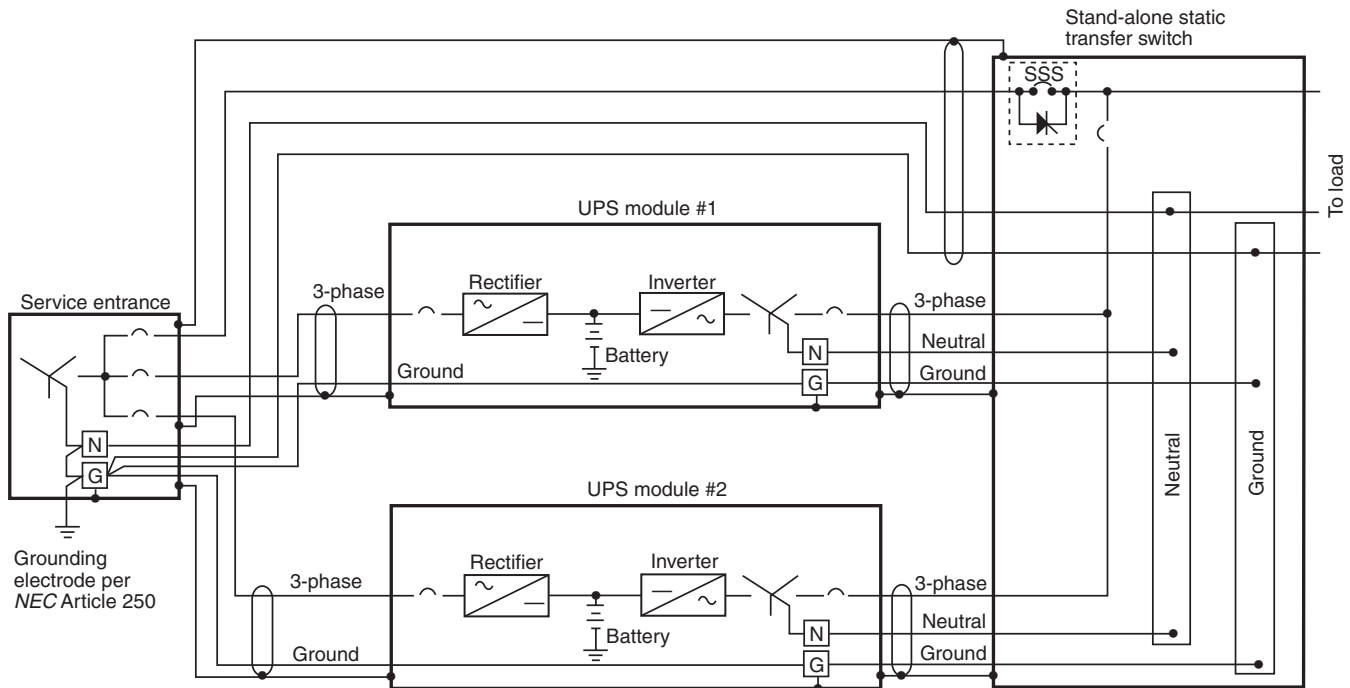 Stand-alone static
transfer switch
SSS
To load
UPS module #1
Service entrance
3-phase
Rectifier
Inverter
3-phase
Battery
N
Neutral
Ground
G
Ground
N
G
Neutral
Ground
Grounding
electrode per
NEC Article 250
UPS module #2
3-phase
Rectifier
Inverter
3-phase
Battery
N
Neutral
Ground
G
Ground